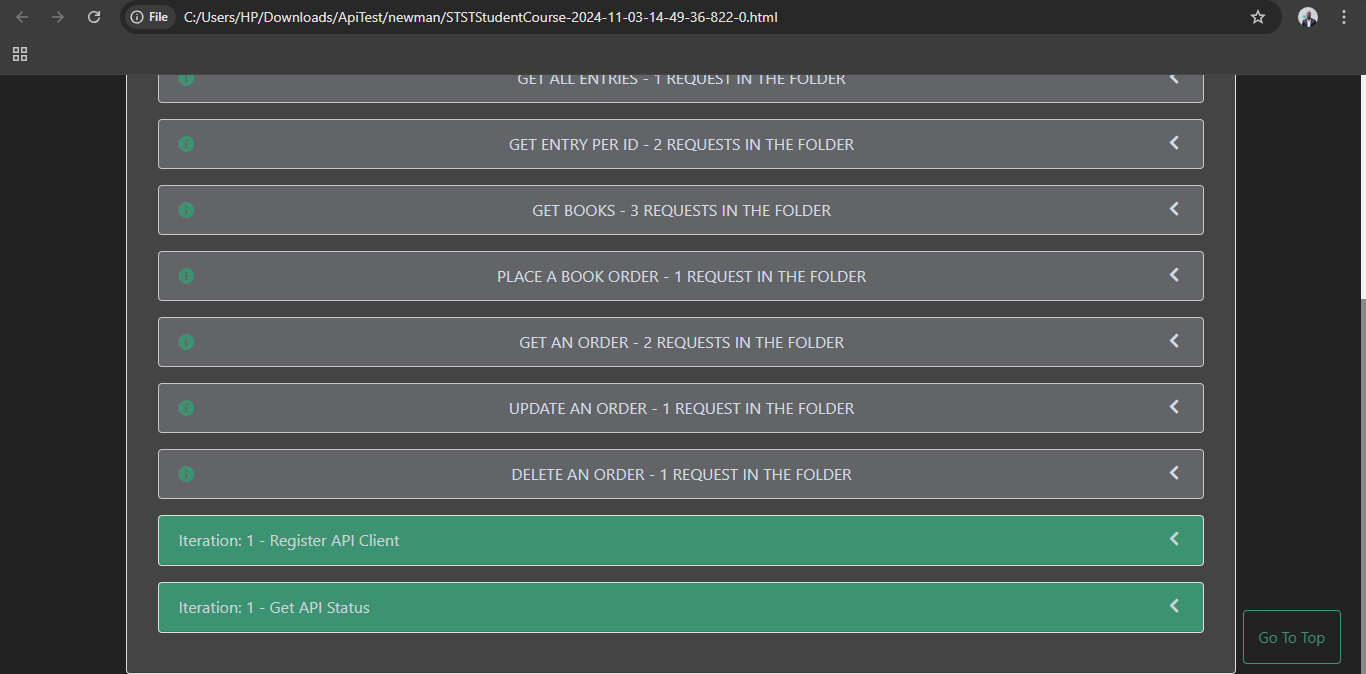 File C:/Users/HP/Downloads/ApiTest/newman/STSTStudentCourse-2024-11-03-14-49-36-822-0.html
GET ALL ENTRIES - 1 REQUEST IN THE FOLDER
GET ENTRY PER ID - 2 REQUESTS IN THE FOLDER
GET BOOKS - 3 REQUESTS IN THE FOLDER
PLACE A BOOK ORDER - 1 REQUEST IN THE FOLDER
GET AN ORDER - 2 REQUESTS IN THE FOLDER
UPDATE AN ORDER - 1 REQUEST IN THE FOLDER
DELETE AN ORDER - 1 REQUEST IN THE FOLDER
Iteration: 1 - Register API Client
Iteration: 1 - Get API Status
Go To Top